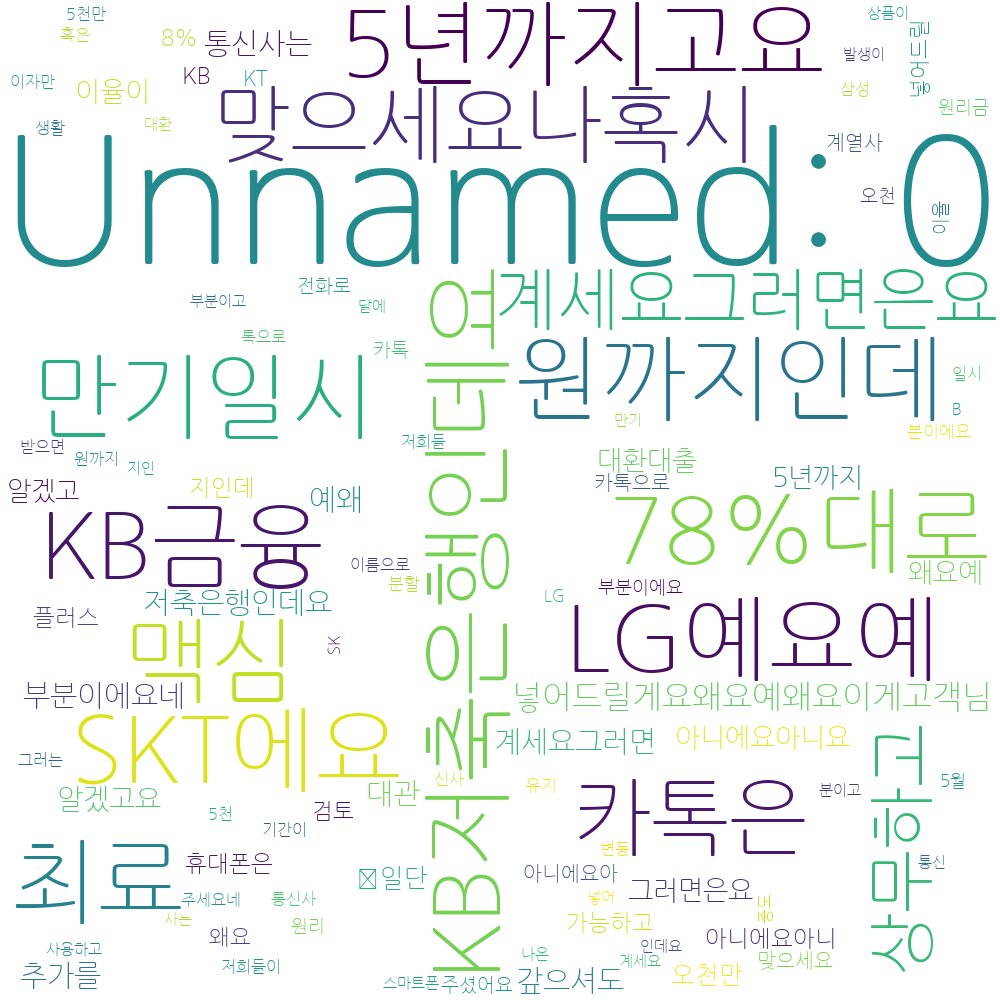 5천만
혹은
8%
통신사는
5년까지고요
상품이
넣어드릴
발생이
이자만
이율이
KB
KT
삼성
원리금
생활
대환
맞으세요나혹시
계열사
Unnamed: 0
오천
이름
부분이고
전화로
달에
계세요그러면은요
톡으로
카톡
만기일시
원까지인데
일시
B
만기
분이에요
받으면
원까지
지인
저희들
KB저축은행인데요
대환대출
카톡으로
5년까지
알겠고
지인데
예왜
78%대로
KB금융
왜요예
이름으로
분할
부분이에요
플러스
저축은행인데요
LG
LG예요예
맥심
SK
부분이에요네
넣어드릴게요왜요예왜요이게고객님
SKT에요
계세요그러면
아니에요아니요
상무하고
그러는
알겠고요
대관
신사
유지
분이고
5월
5천
기간이
검토
카톡은
최료
휴대폰은
변동
통신
일단
아니에요아
그러면은요
주세요네
통신사
넣어
용도
사는
원리
가능하고
왜요
아니에요아니
사용하고
저희들이
나온
인데요
계세요
맞으세요
추가를
스마트폰
주셨어요
갚으셔도
오천만